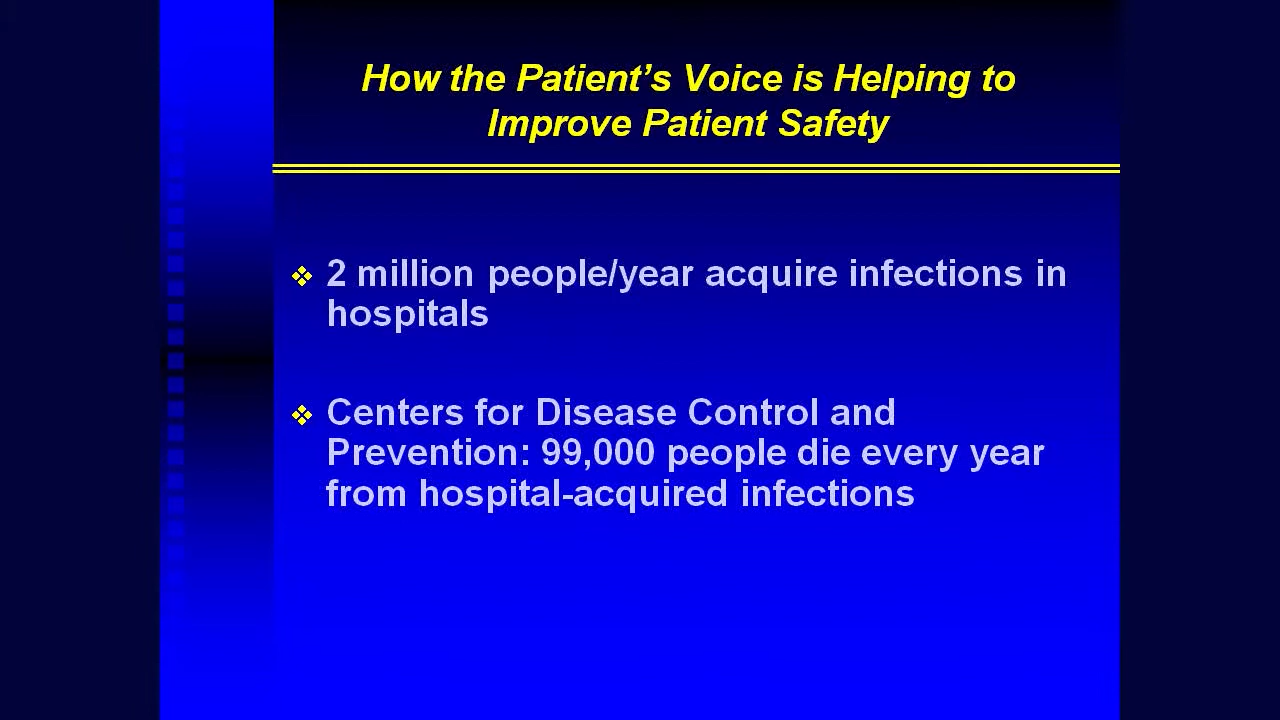 How the Patient’s Voice is Helping to
Improve Patient Safety
2 million people/year acquire infections in
hospitals
Centers for Disease Control and
Prevention: 99,000 people die every year
from hospital-acquired infections